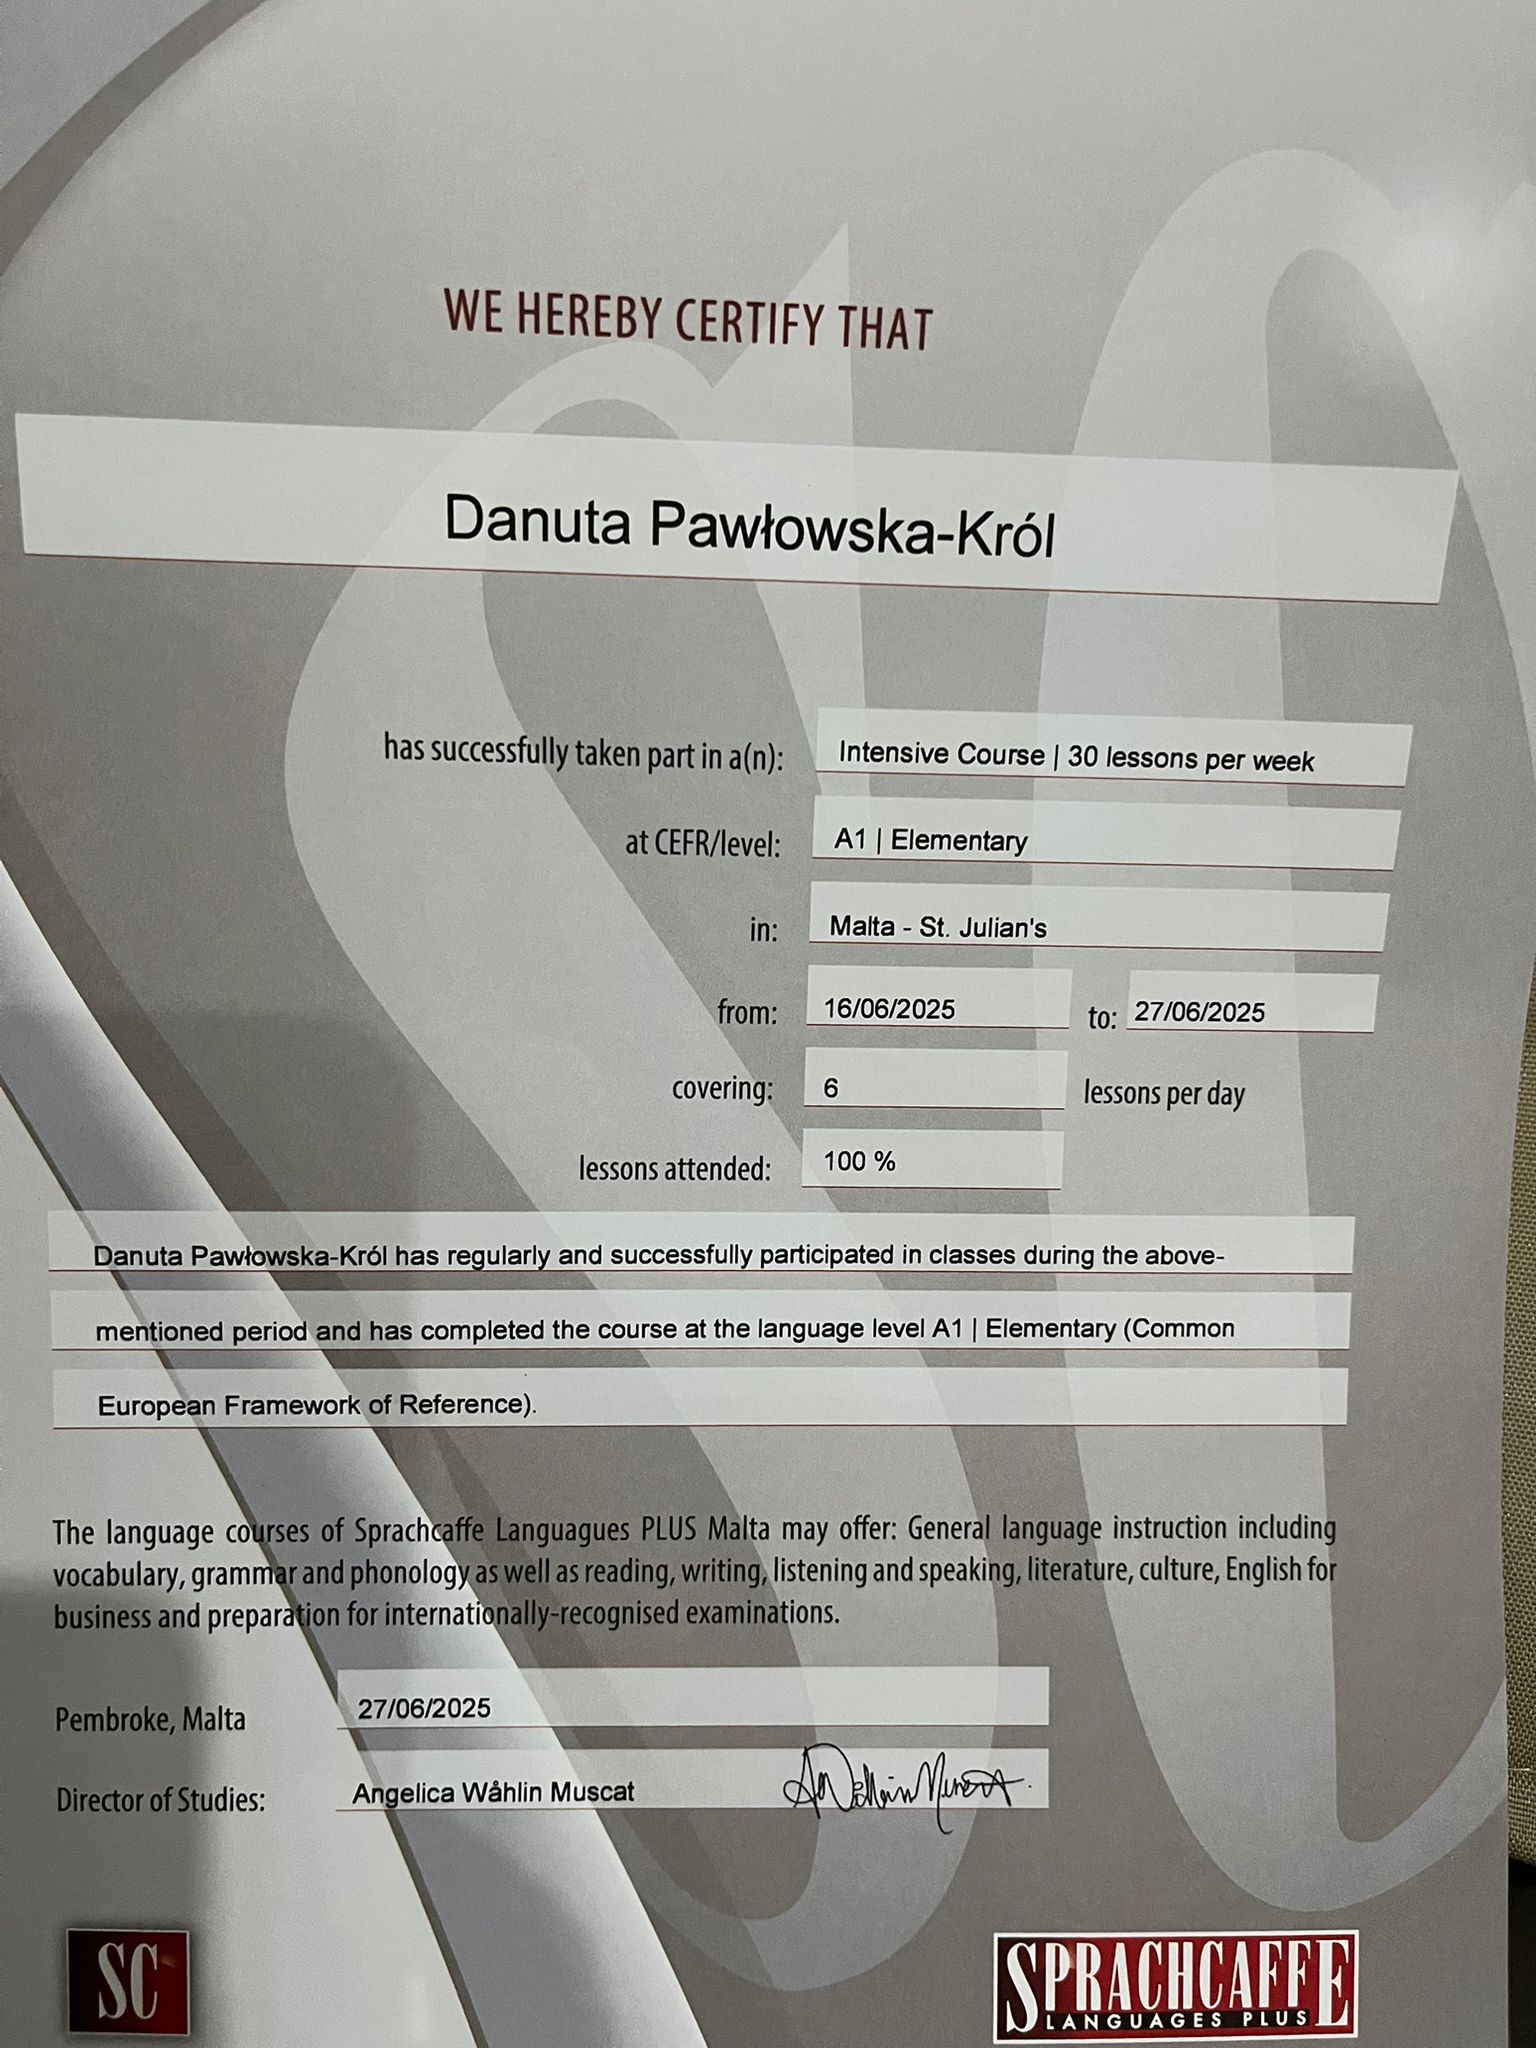 WE HEREBY CERTIFY THAT
Danuta Pawłowska-Król
has successfully taken part in a(n): Intensive Course | 30 lessons per week
at CEFR/level: A1 | Elementary
in: Malta - St. Julian's
from: 16/06/2025 to: 27/06/2025
covering: 6 lessons per day
lessons attended: 100 %
Danuta Pawłowska-Król has regularly and successfully participated in classes during the above-
mentioned period and has completed the course at the language level A1 | Elementary (Common
European Framework of Reference).
The language courses of Sprachcaffe Languagues PLUS Malta may offer: General language instruction including
vocabulary, grammar and phonology as well as reading, writing, listening and speaking, literature, culture, English for
business and preparation for internationally-recognised examinations.
Pembroke, Malta 27/06/2025
Director of Studies: Angelica Wåhlin Muscat
SC
SPRACHCAFFE
LANGUAGES PLUS